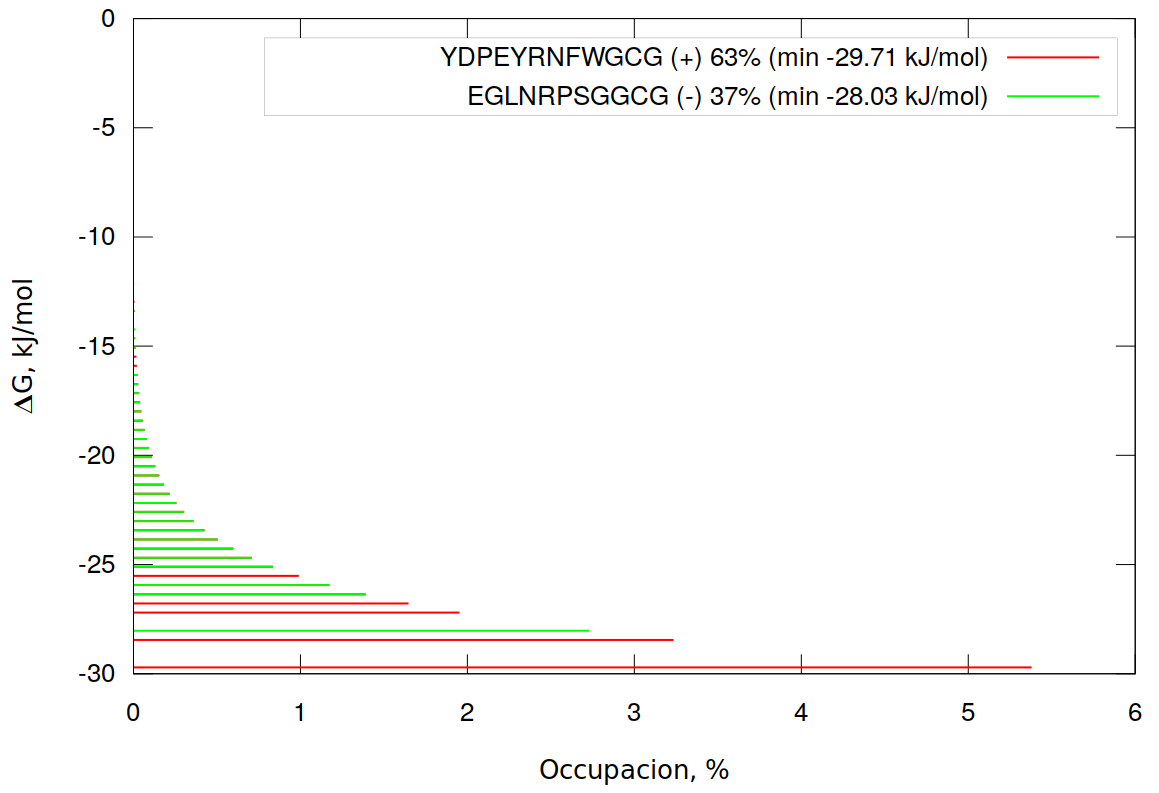 0
YDPEYRNFWGCG (+) 63% (min -29.71 kJ/mol)
EGLNRPSGGCG (-) 37% (min -28.03 kJ/mol)
-5
-10
-15
-20
-25
-30
ΔG, kJ/mol
0 1 2 3 4 5 6
Occupacion, %